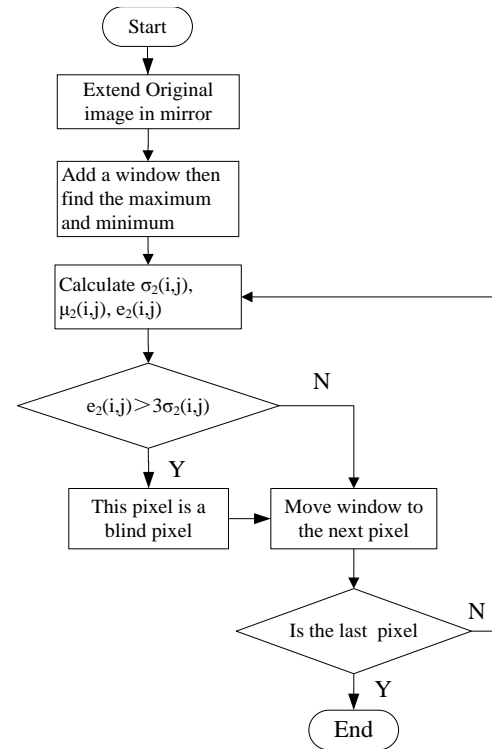 Start
Extend Original
image in mirror
Add a window then
find the maximum
and minimum
Calculate σ₂(i,j),
μ₂(i,j), e₂(i,j)
e₂(i,j)＞3σ₂(i,j)
N
Y
This pixel is a
blind pixel
Move window to
the next pixel
Is the last pixel
N
Y
End